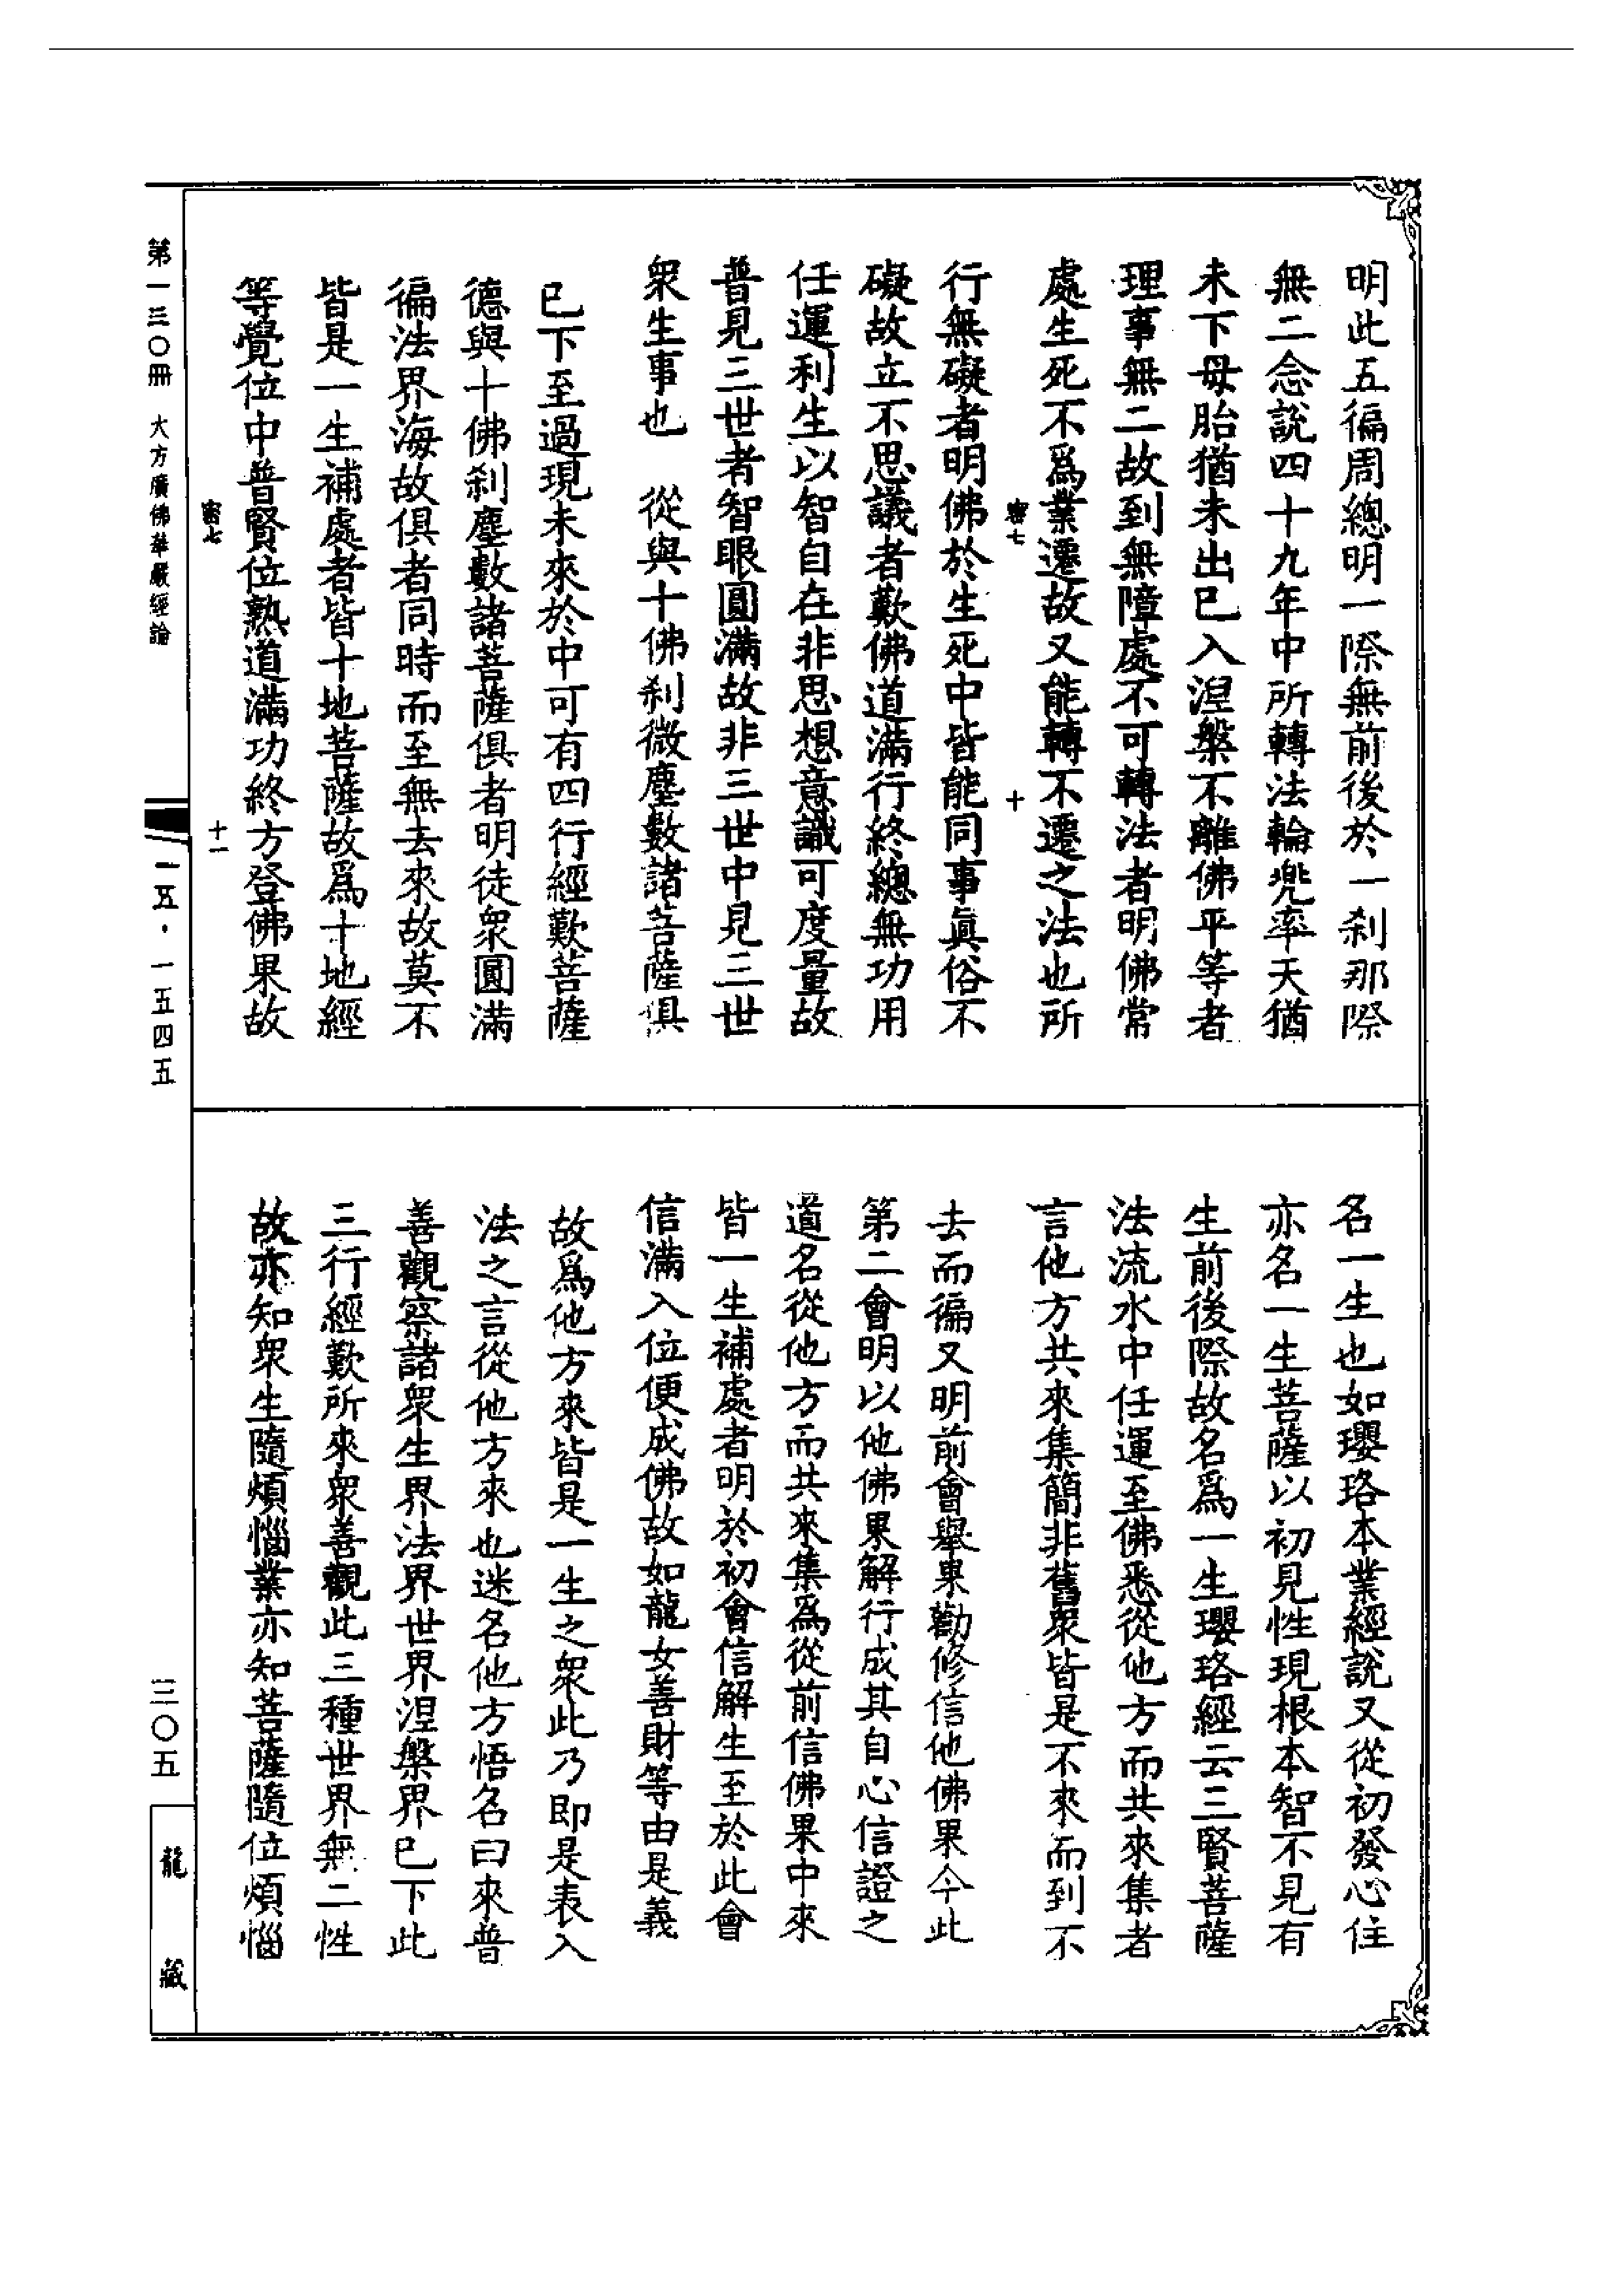 明此五徧周總明一際無前後於一刹那際
無二念說四十九年中所轉法輪兠率天猶
未下母胎猶未出已入涅槃不離佛平等者
理事無二故到無障處不可轉法者明佛常
處生死不爲業遷故又能轉不遷之法也所
密七
十
行無礙者明佛於生死中皆能同事眞俗不
礙故立不思議者歎佛道滿行終總無功用
任運利生以智自在非思想意識可度量故
普見三世者智眼圓滿故非三世中見三世
衆生事也 從與十佛刹微塵數諸菩薩俱
已下至過現未來於中可有四行經歎菩薩
德與十佛刹塵數諸菩薩俱者明徒衆圓滿
徧法界海故俱者同時而至無去來故莫不
皆是一生補處者皆十地菩薩故爲十地經
等覺位中普賢位熟道滿功終方登佛果故
密七
十一
名一生也如瓔珞本業經說又從初發心住
亦名一生菩薩以初見性現根本智不見有
生前後際故名爲一生瓔珞經云三賢菩薩
法流水中任運至佛悉從他方而共來集者
言他方共來集簡非舊衆皆是不來而到不
去而徧又明前會舉東勸修信他佛果今此
第二會明以他佛果解行成其自心信證之
道名從他方而共來集爲從前信佛果中來
皆一生補處者明於初會信解生至於此會
信滿入位便成佛故如龍女善財等由是義
故爲他方來皆是一生之衆此乃即是表入
法之言從他方來也迷名他方悟名曰來普
善觀察諸衆生界法界世界涅槃界已下此
三行經歎所來衆善觀此三種世界無二性
故亦知衆生隨煩惱業亦知菩薩隨位煩惱
第一三〇冊 大方廣佛華嚴經論
一五·一五四五
三〇五
龍藏